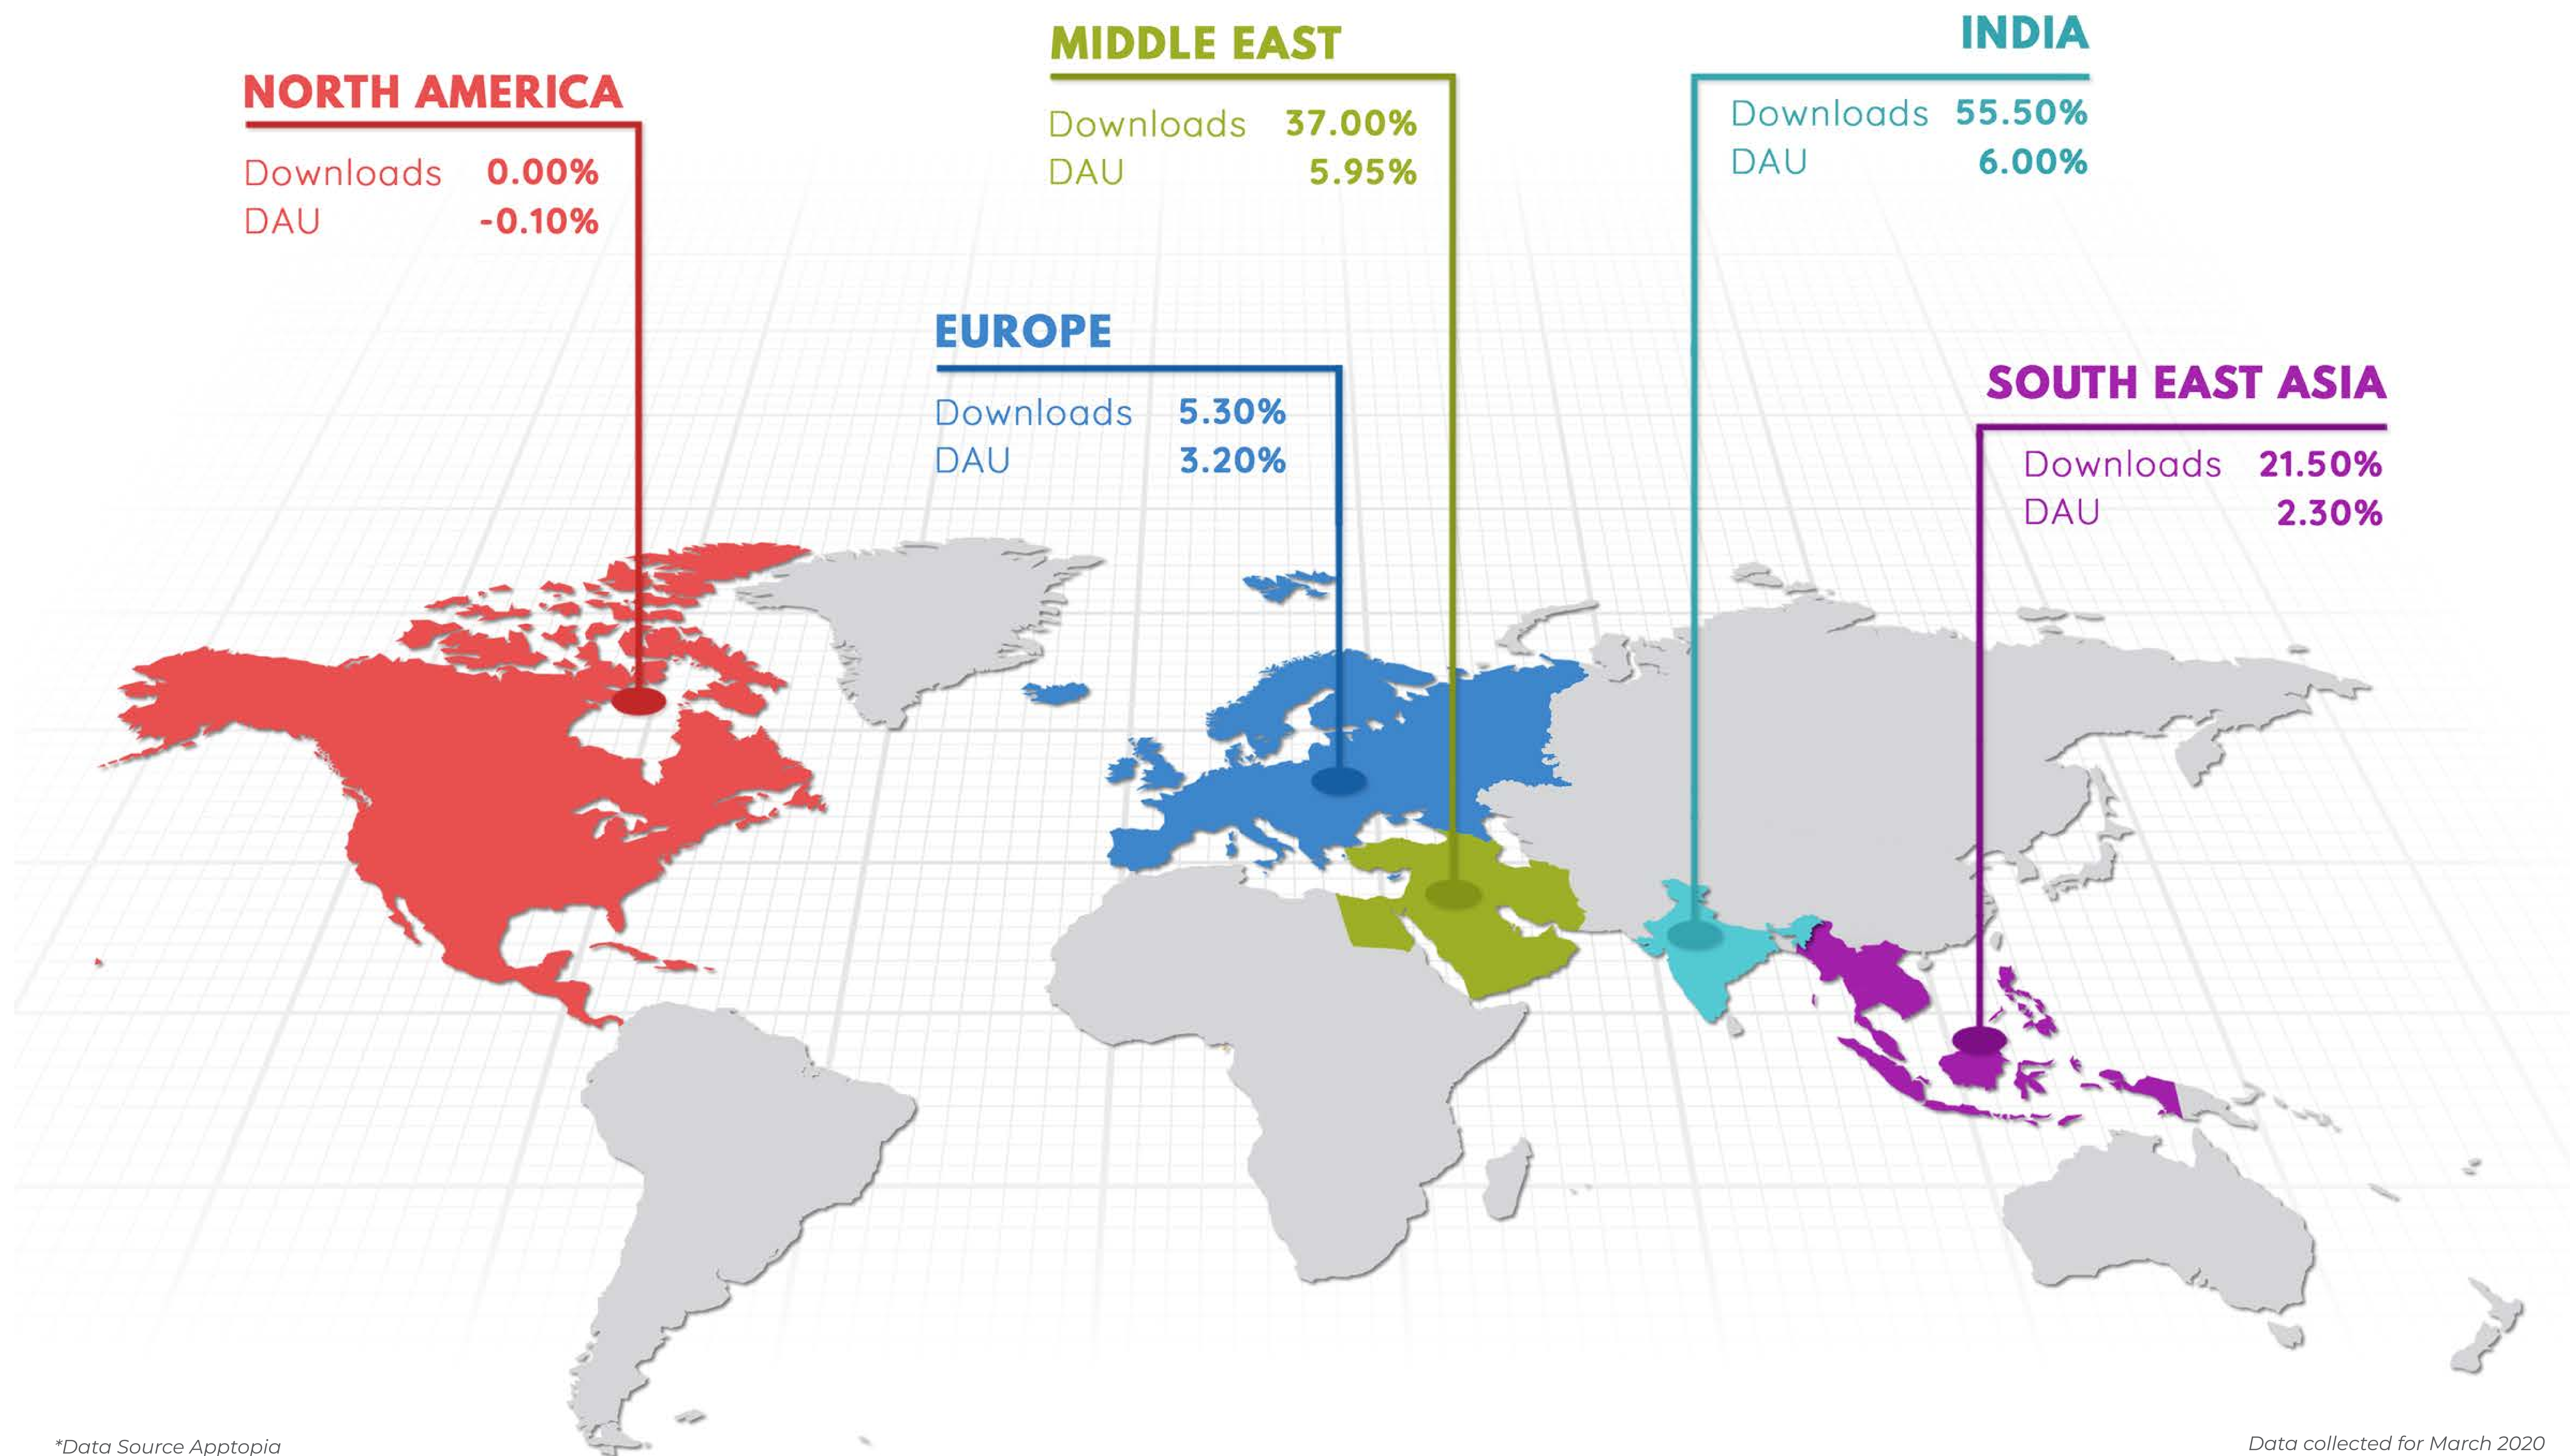 NORTH AMERICA
Downloads 0.00%
DAU -0.10%
MIDDLE EAST
Downloads 37.00%
DAU 5.95%
INDIA
Downloads 55.50%
DAU 6.00%
EUROPE
Downloads 5.30%
DAU 3.20%
SOUTH EAST ASIA
Downloads 21.50%
DAU 2.30%
*Data Source Apptopia
Data collected for March 2020